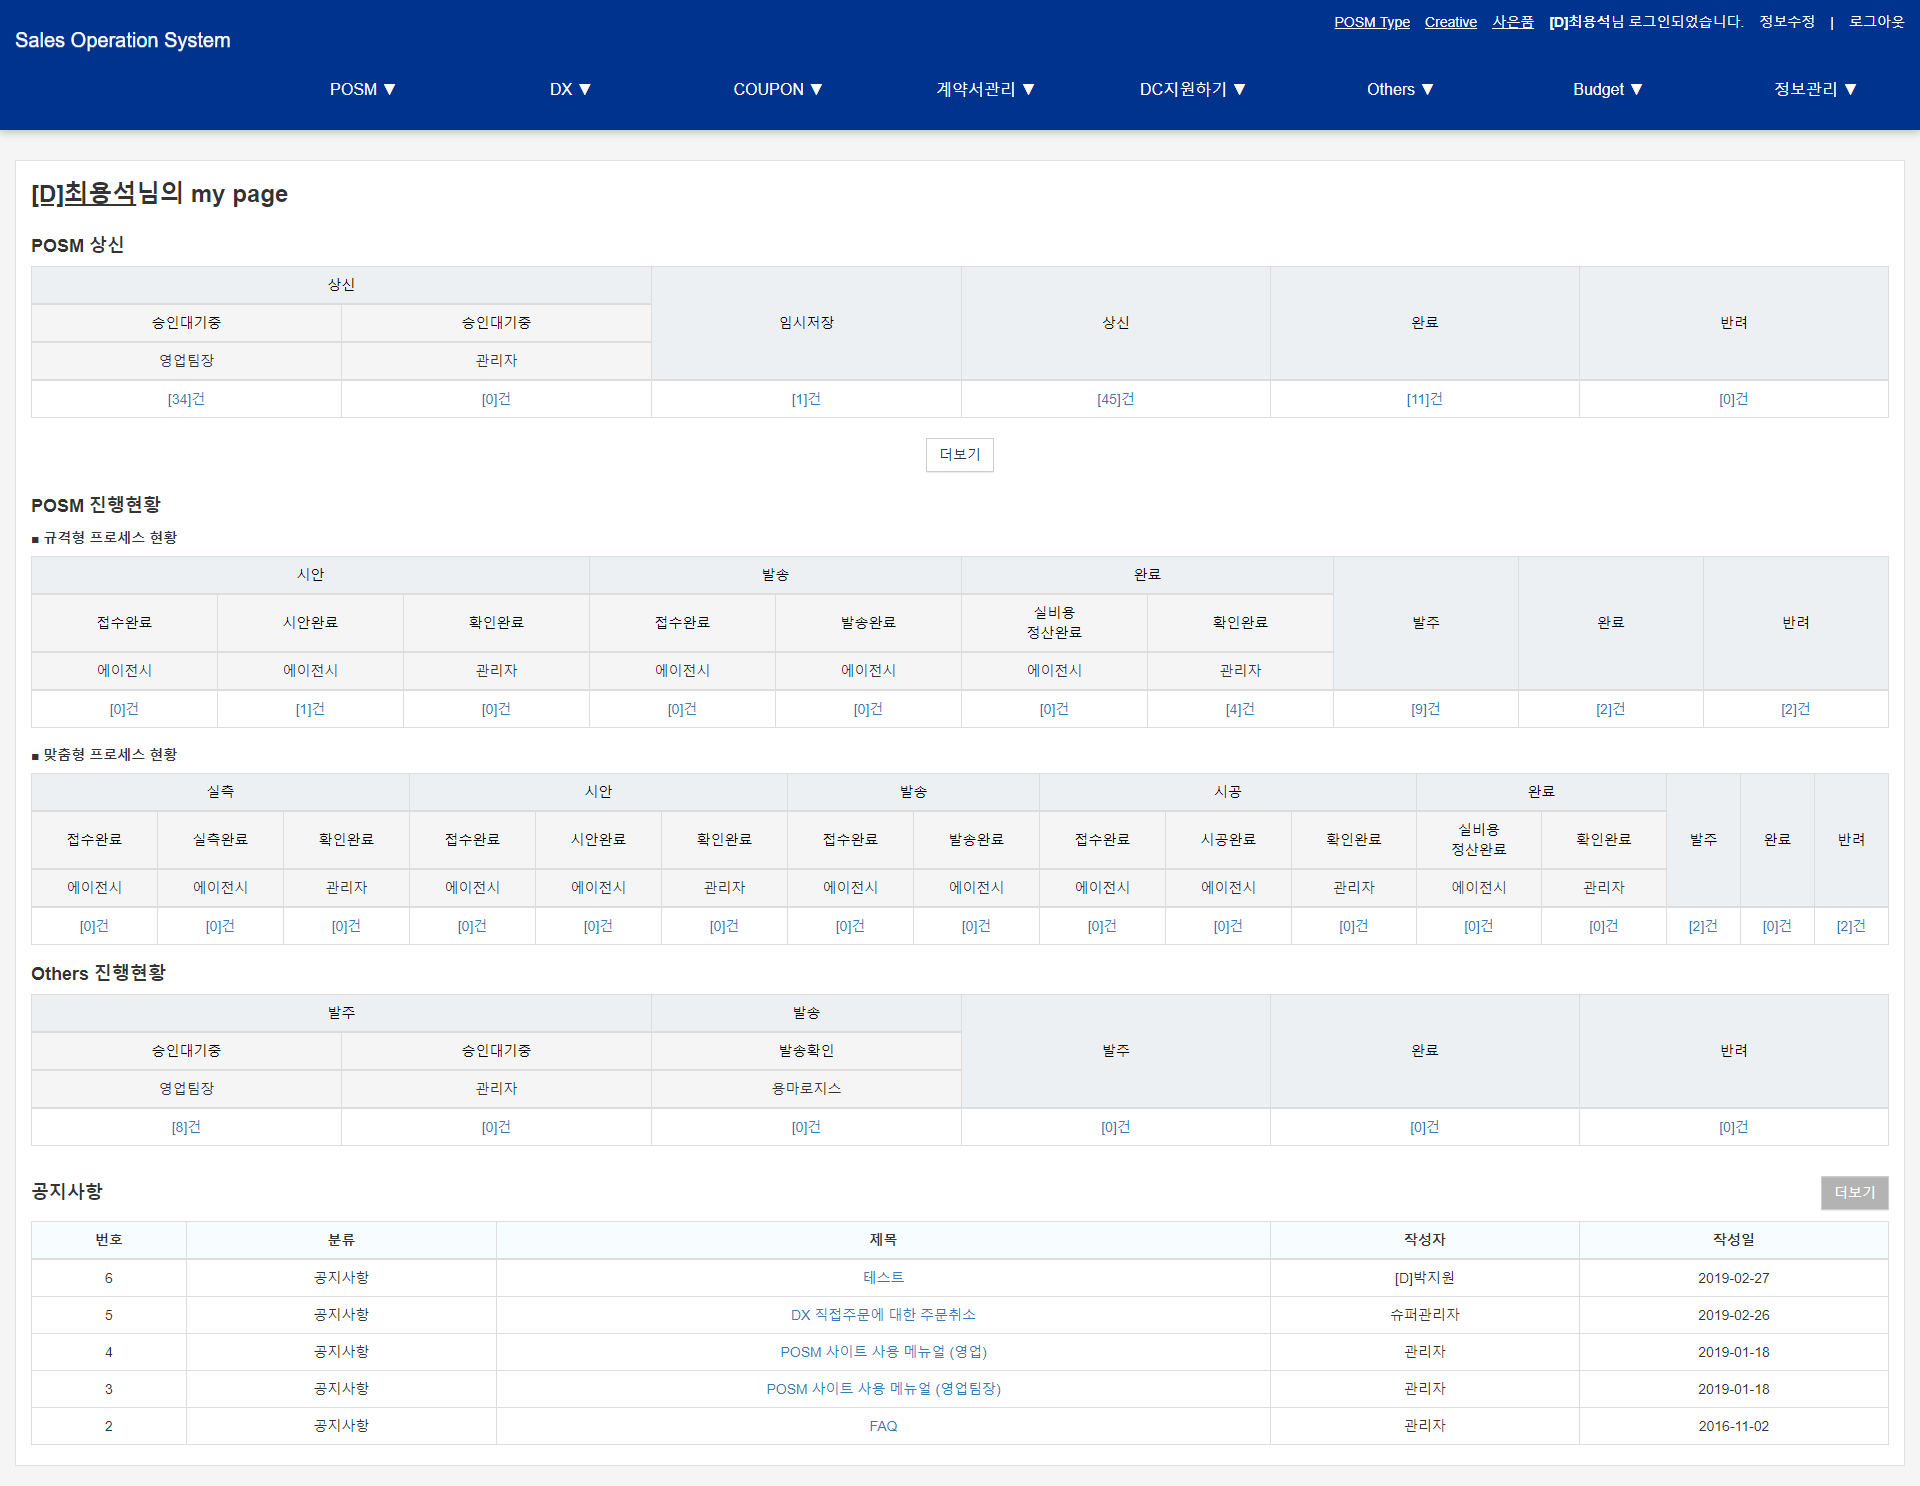 POSM Type Creative 사은품 [D]최용석님 로그인되었습니다. 정보수정 | 로그아웃
Sales Operation System
POSM ▼ DX ▼ COUPON ▼ 계약서관리 ▼ DC지원하기 ▼ Others ▼ Budget ▼ 정보관리 ▼
[D]최용석님의 my page
POSM 상신
상신
승인대기중 승인대기중 임시저장 상신 완료 반려
영업팀장 관리자
[34]건 [0]건 [1]건 [45]건 [11]건 [0]건
더보기
POSM 진행현황
■ 규격형 프로세스 현황
시안 발송 완료
접수완료 시안완료 확인완료 접수완료 발송완료 실비용 정산완료 확인완료 발주 완료 반려
에이전시 에이전시 관리자 에이전시 에이전시 에이전시 관리자
[0]건 [1]건 [0]건 [0]건 [0]건 [0]건 [4]건 [9]건 [2]건 [2]건
■ 맞춤형 프로세스 현황
실측 시안 발송 시공 완료
접수완료 실측완료 확인완료 접수완료 시안완료 확인완료 접수완료 발송완료 접수완료 시공완료 확인완료 실비용 정산완료 확인완료 발주 완료 반려
에이전시 에이전시 관리자 에이전시 에이전시 관리자 에이전시 에이전시 에이전시 에이전시 관리자 에이전시 관리자
[0]건 [0]건 [0]건 [0]건 [0]건 [0]건 [0]건 [0]건 [0]건 [0]건 [0]건 [0]건 [0]건 [2]건 [0]건 [2]건
Others 진행현황
발주 발송
승인대기중 승인대기중 발송확인 발주 완료 반려
영업팀장 관리자 용마로지스
[8]건 [0]건 [0]건 [0]건 [0]건 [0]건
공지사항 더보기
번호 분류 제목 작성자 작성일
6 공지사항 테스트 [D]박지원 2019-02-27
5 공지사항 DX 직접주문에 대한 주문취소 슈퍼관리자 2019-02-26
4 공지사항 POSM 사이트 사용 메뉴얼 (영업) 관리자 2019-01-18
3 공지사항 POSM 사이트 사용 메뉴얼 (영업팀장) 관리자 2019-01-18
2 공지사항 FAQ 관리자 2016-11-02